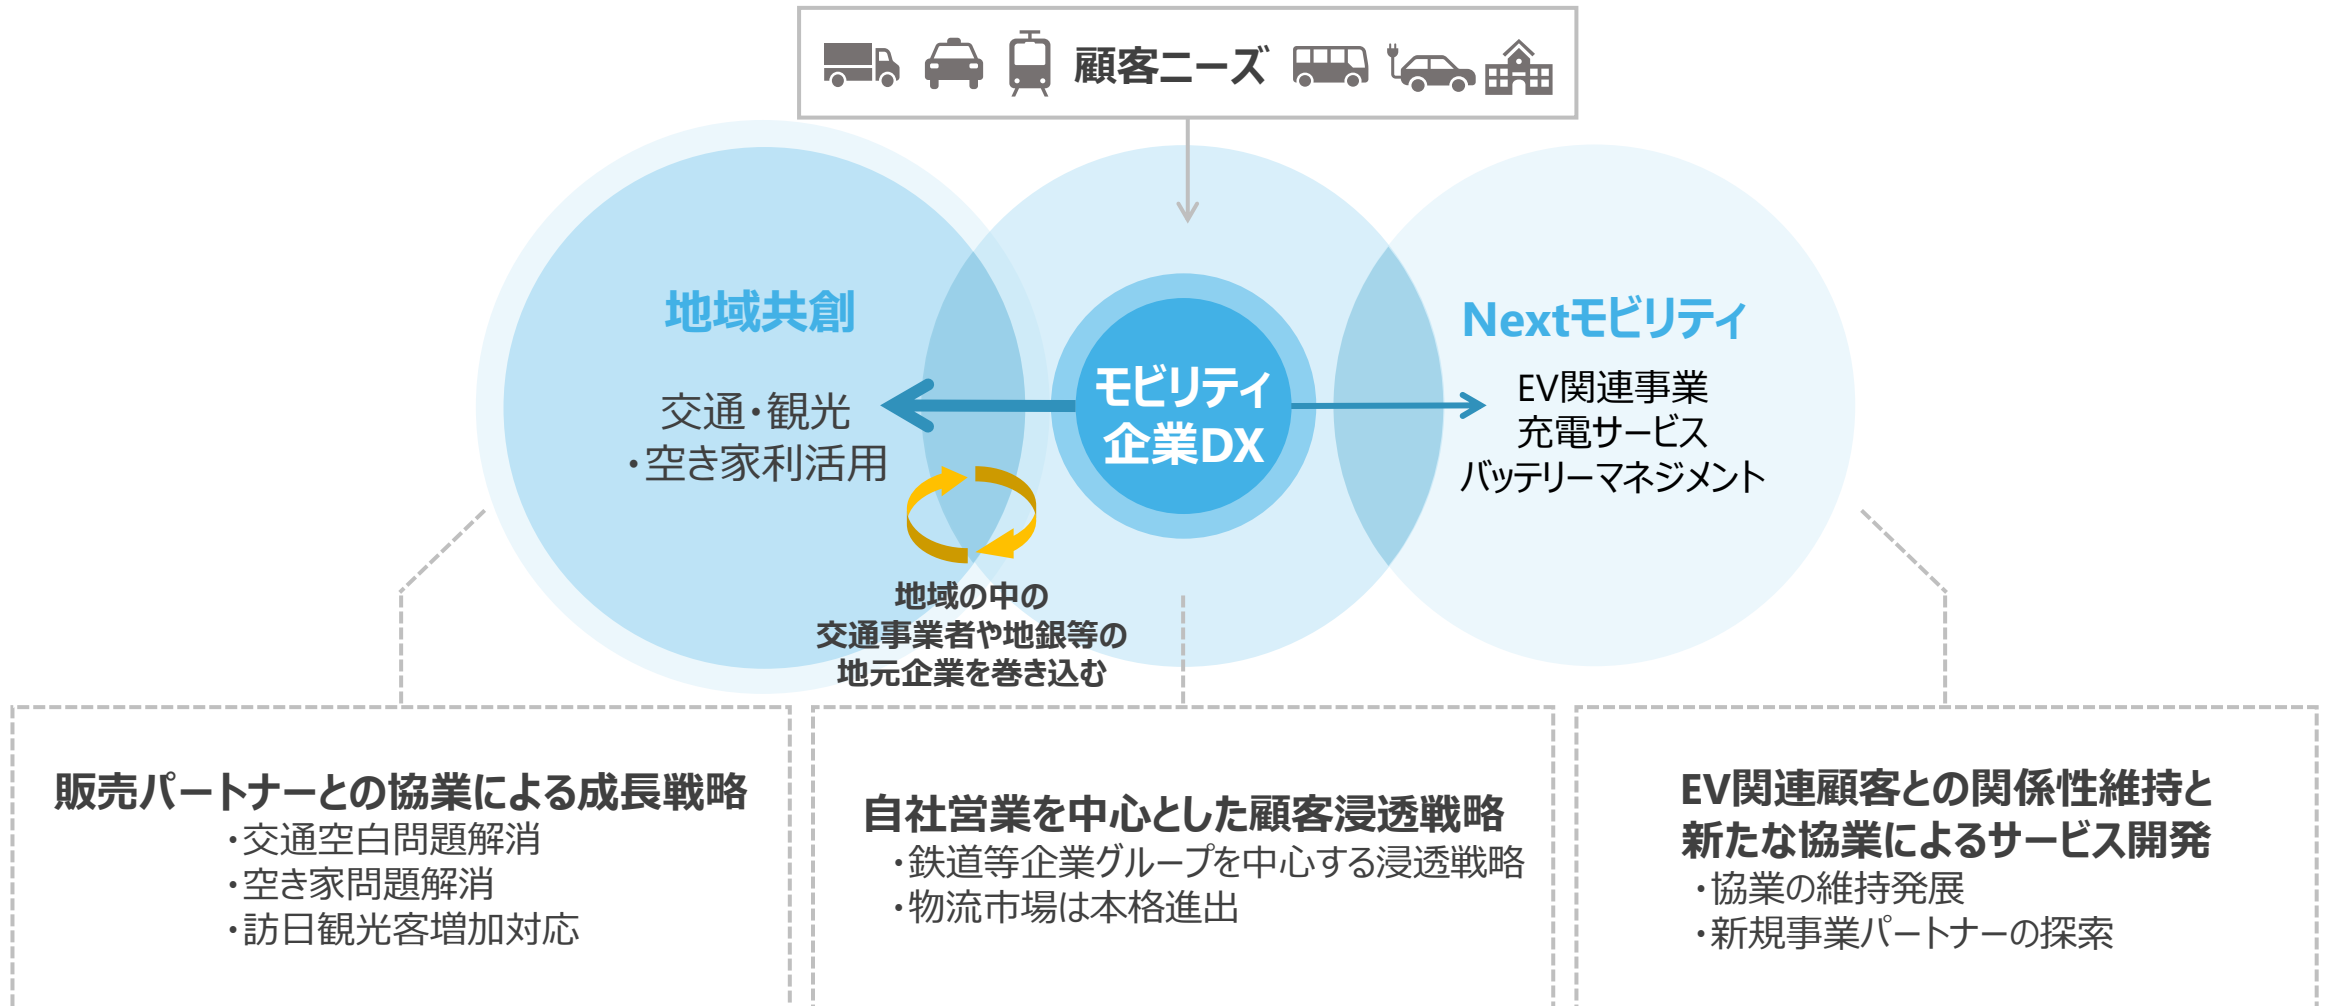 顧客ニーズ
地域共創
交通・観光
・空き家利活用
モビリティ
企業DX
Nextモビリティ
EV関連事業
充電サービス
バッテリーマネジメント
地域の中の
交通事業者や地銀等の
地元企業を巻き込む
販売パートナーとの協業による成長戦略
・交通空白問題解消
・空き家問題解消
・訪日観光客増加対応
自社営業を中心とした顧客浸透戦略
・鉄道等企業グループを中心する浸透戦略
・物流市場は本格進出
EV関連顧客との関係性維持と
新たな協業によるサービス開発
・協業の維持発展
・新規事業パートナーの探索